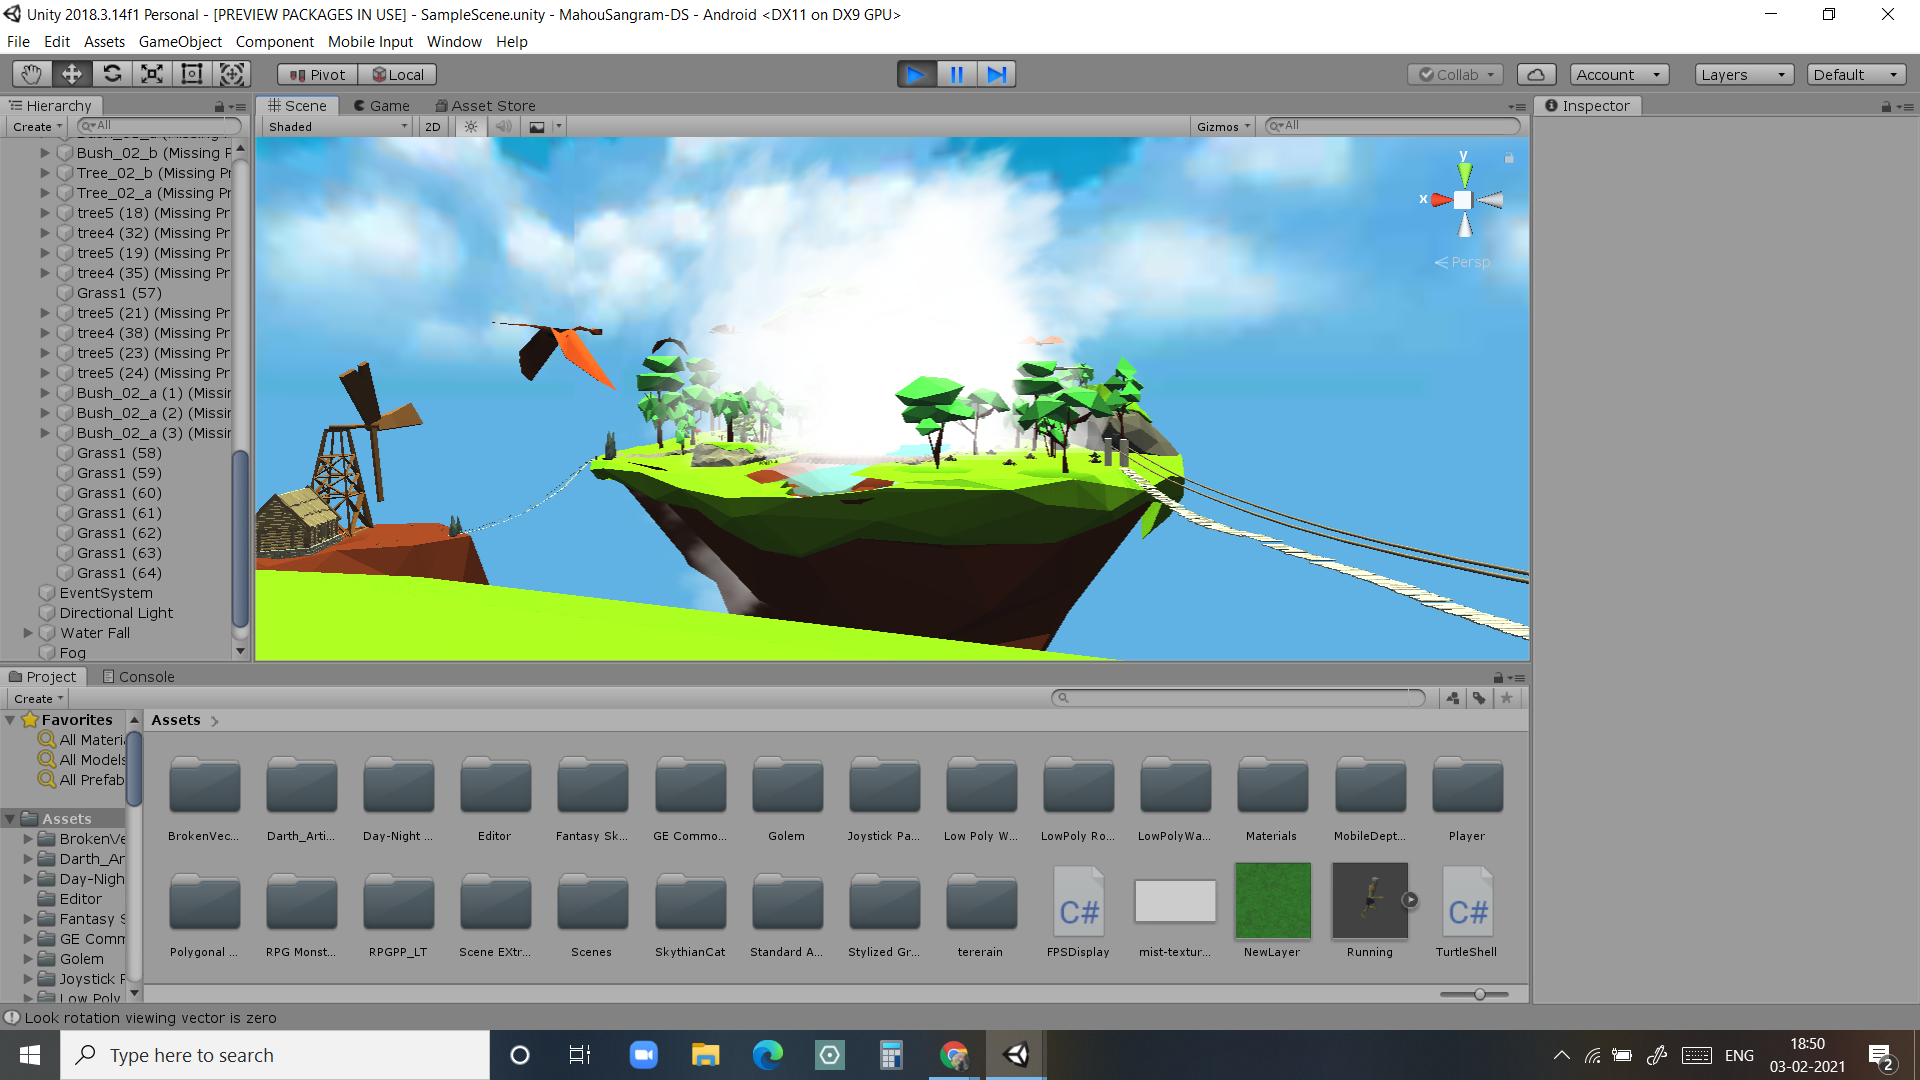 Unity 2018.3.14f1 Personal - [PREVIEW PACKAGES IN USE] - SampleScene.unity - MahouSangram-DS - Android <DX11 on DX9 GPU>
File Edit Assets GameObject Component Mobile Input Window Help
Pivot Local Collab Account Layers Default
Hierarchy
Create All
Bush_02_b (Missing P
Tree_02_b (Missing Pr
Tree_02_a (Missing Pr
tree5 (18) (Missing Pr
tree4 (32) (Missing Pr
tree5 (19) (Missing Pr
tree4 (35) (Missing Pr
Grass1 (57)
tree5 (21) (Missing Pr
tree4 (38) (Missing Pr
tree5 (23) (Missing Pr
tree5 (24) (Missing Pr
Bush_02_a (1) (Missir
Bush_02_a (2) (Missir
Bush_02_a (3) (Missir
Grass1 (58)
Grass1 (59)
Grass1 (60)
Grass1 (61)
Grass1 (62)
Grass1 (63)
Grass1 (64)
EventSystem
Directional Light
Water Fall
Fog
Scene Game Asset Store
Shaded 2D Gizmos All
y
x
Persp
Inspector
Project Console
Create
Favorites
All Materia
All Models
All Prefab
Assets
BrokenVe
Darth_Ar
Day-Nigh
Editor
Fantasy S
GE Comm
Golem
Joystick P
Low Poly
Assets
BrokenVec... Darth_Arti... Day-Night ... Editor Fantasy Sk... GE Commo... Golem Joystick Pa... Low Poly W... LowPoly Ro... LowPolyWa... Materials MobileDept... Player
C# C#
Polygonal ... RPG Monst... RPGPP_LT Scene EXtr... Scenes SkythianCat Standard A... Stylized Gr... tererain FPSDisplay mist-textur... NewLayer Running TurtleShell
Look rotation viewing vector is zero
Type here to search
ENG
18:50
03-02-2021
2